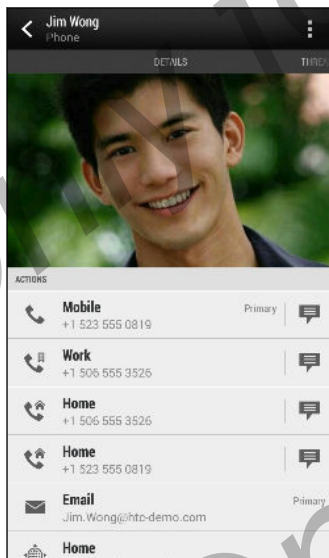 Jim Wong
Phone
DETAILS
ACTIONS
Mobile
Primary
+1 523 555 0819
Work
+1 506 555 3526
Home
+1 506 555 3526
Home
+1 523 555 0819
Email
Primary
Jim.Wong@htc-demo.com
Home